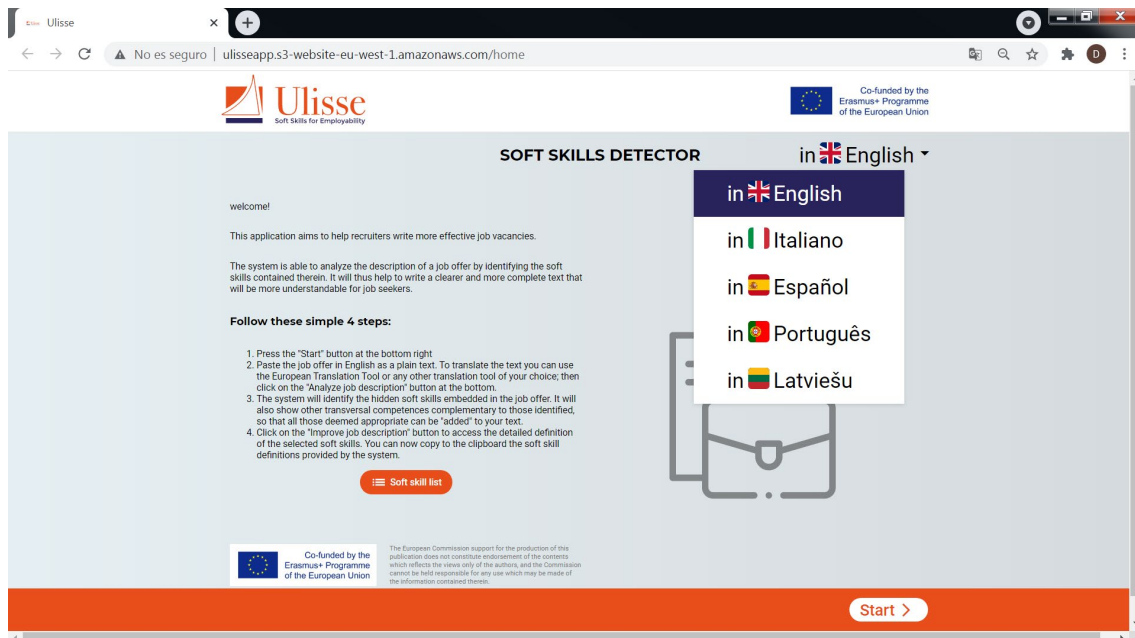 Ulisse
No es seguro | ulisseapp.s3-website-eu-west-1.amazonaws.com/home
D
Ulisse
Soft Skills for Employability
Co-funded by the
Erasmus+ Programme
of the European Union
SOFT SKILLS DETECTOR
in English
in English
in Italiano
in Español
in Português
in Latviešu
welcome!
This application aims to help recruiters write more effective job vacancies.
The system is able to analyze the description of a job offer by identifying the soft
skills contained therein. It will thus help to write a clearer and more complete text that
will be more understandable for job seekers.
Follow these simple 4 steps:
1. Press the "Start" button at the bottom right
2. Paste the job offer in English as a plain text. To translate the text you can use
the European Translation Tool or any other translation tool of your choice; then
click on the "Analyze job description" button at the bottom.
3. The system will identify the hidden soft skills embedded in the job offer. It will
also show other transversal competences complementary to those identified,
so that all those deemed appropriate can be "added" to your text.
4. Click on the "Improve job description" button to access the detailed definition
of the selected soft skills. You can now copy to the clipboard the soft skill
definitions provided by the system.
Soft skill list
Co-funded by the
Erasmus+ Programme
of the European Union
The European Commission support for the production of this
publication does not constitute endorsement of the contents
which reflects the views only of the authors, and the Commission
cannot be held responsible for any use which may be made of
the information contained therein.
Start